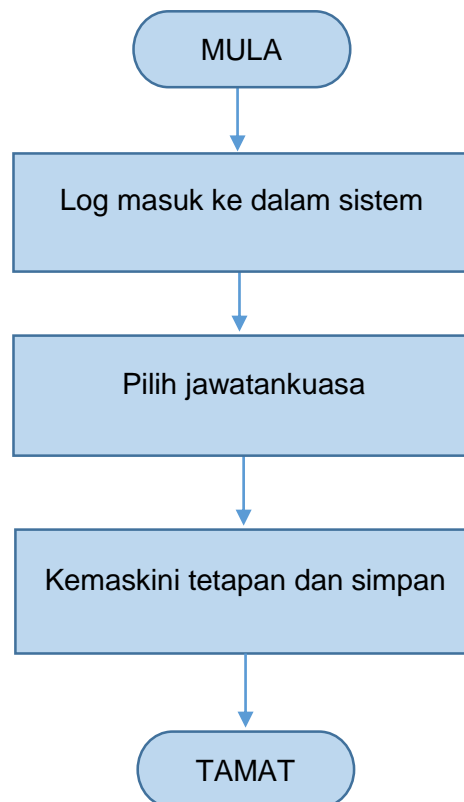 MULA
Log masuk ke dalam sistem
Pilih jawatankuasa
Kemaskini tetapan dan simpan
TAMAT